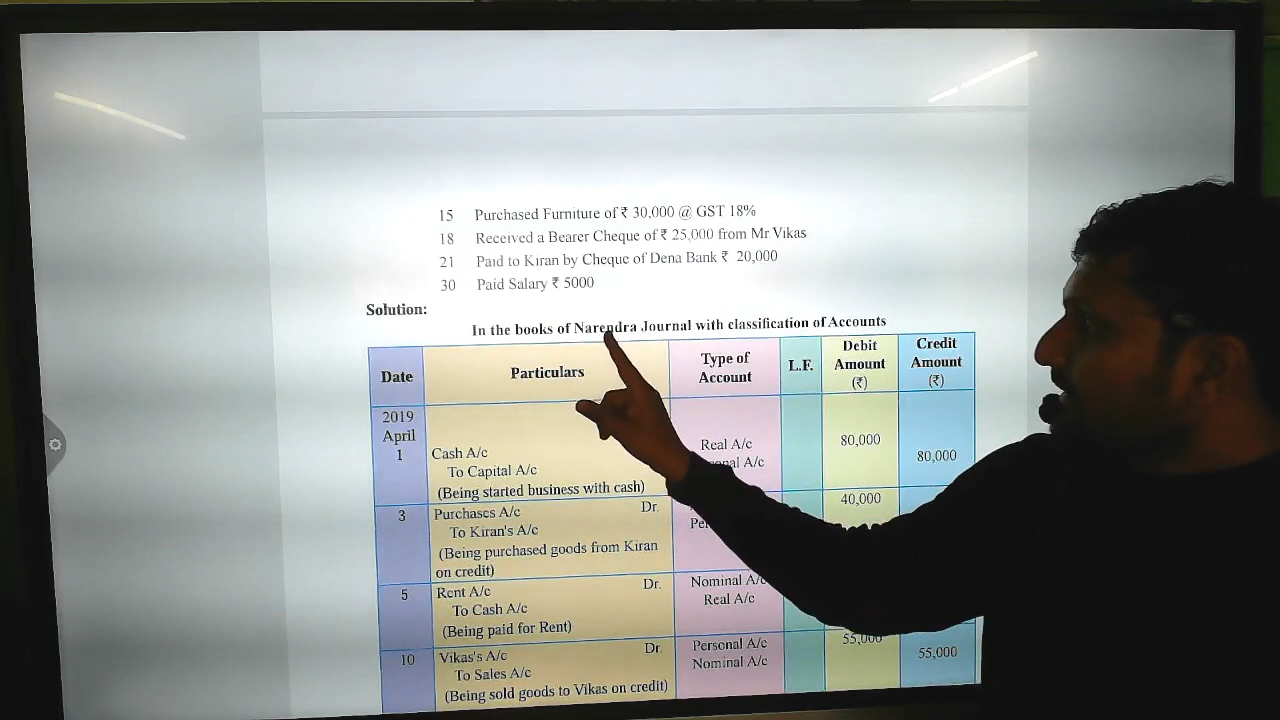 15 Purchased Furniture of ₹ 30,000 @ GST 18%
18 Received a Bearer Cheque of ₹ 25,000 from Mr Vikas
21 Paid to Kiran by Cheque of Dena Bank ₹ 20,000
30 Paid Salary ₹ 5000
Solution:
In the books of Narendra Journal with classification of Accounts
Date Particulars Type of Account L.F. Debit Amount (₹) Credit Amount (₹)
2019
April
1 Cash A/c Real A/c 80,000
To Capital A/c A/c 80,000
(Being started business with cash)
3 Purchases A/c Dr. 40,000
To Kiran's A/c
(Being purchased goods from Kiran
on credit)
5 Rent A/c Dr. Nominal A/c
To Cash A/c Real A/c
(Being paid for Rent)
10 Vikas's A/c Dr. Personal A/c 55,000
To Sales A/c Nominal A/c 55,000
(Being sold goods to Vikas on credit)